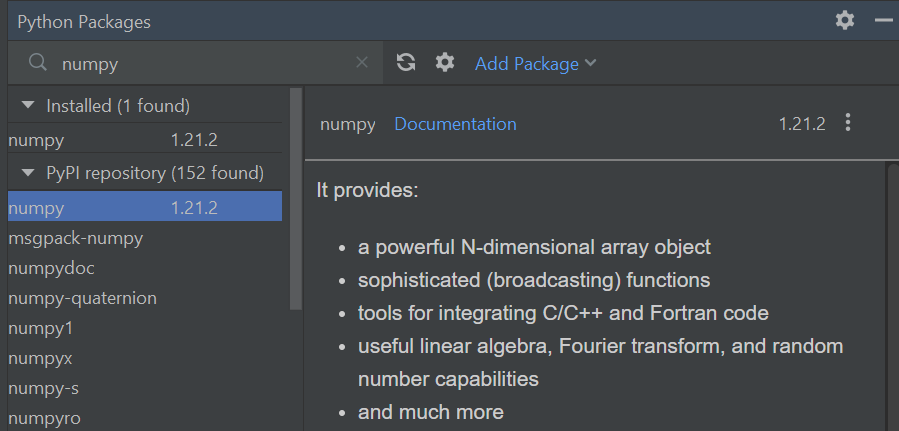 Python Packages
numpy
Add Package
Installed (1 found)
numpy 1.21.2
PyPI repository (152 found)
numpy 1.21.2
msgpack-numpy
numpydoc
numpy-quaternion
numpy1
numpyx
numpy-s
numpyro
numpy Documentation 1.21.2
It provides:
• a powerful N-dimensional array object
• sophisticated (broadcasting) functions
• tools for integrating C/C++ and Fortran code
• useful linear algebra, Fourier transform, and random
number capabilities
• and much more